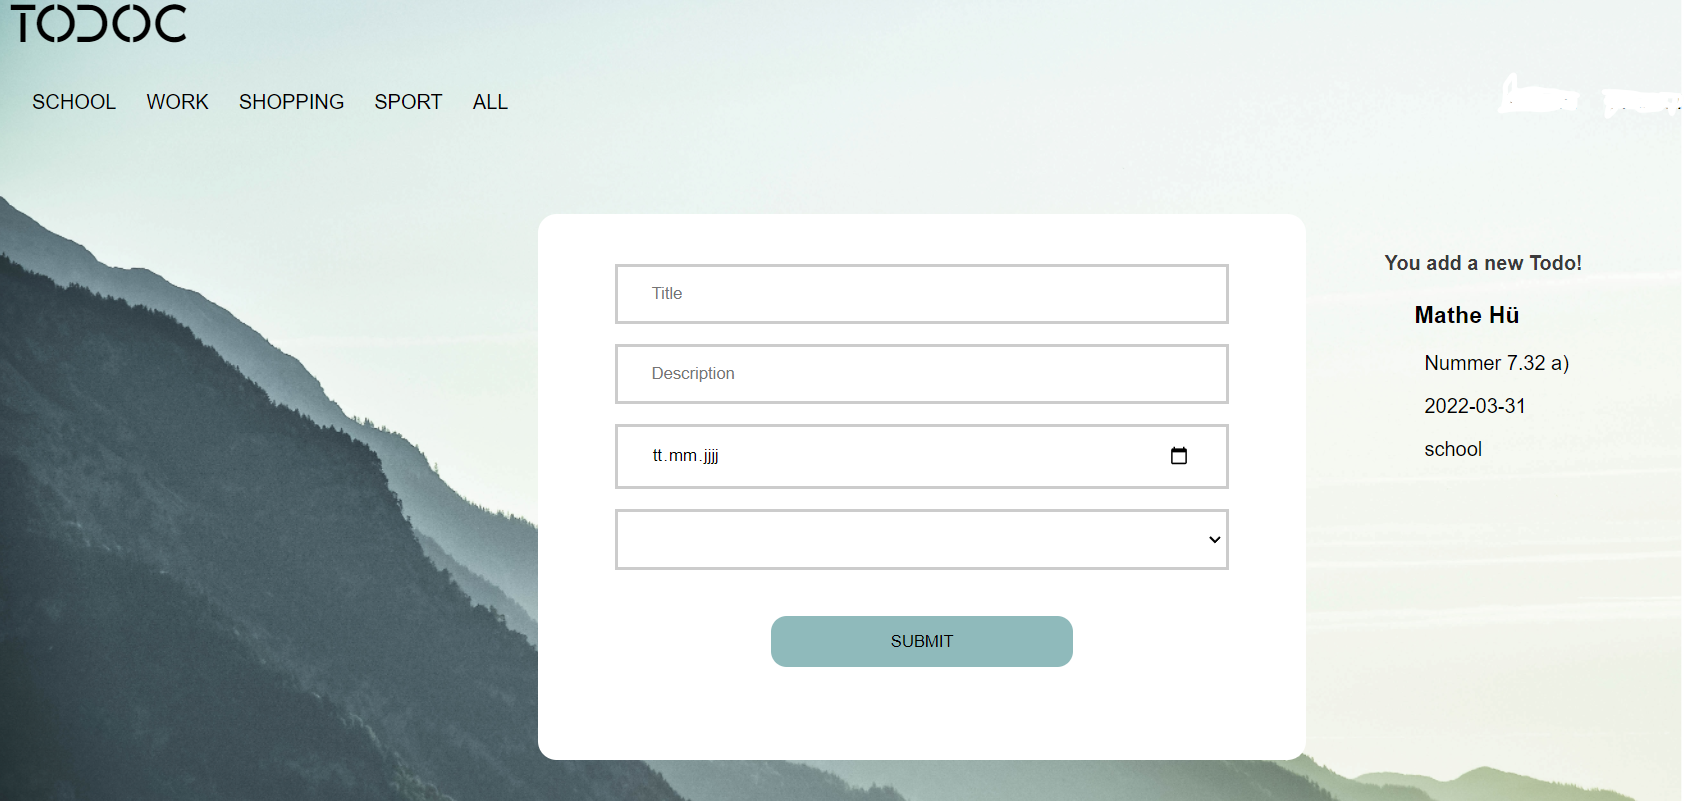 TODOC
SCHOOL WORK SHOPPING SPORT ALL
Title
Description
tt.mm.jjjj
SUBMIT
You add a new Todo!
Mathe Hü
Nummer 7.32 a)
2022-03-31
school